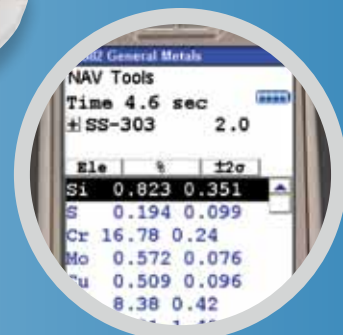 General Metals
NAV Tools
Time 4.6 sec
+ SS-303 2.0
Ele % ±2σ
Si 0.823 0.351
S 0.194 0.099
Cr 16.78 0.24
Mo 0.572 0.076
0.509 0.096
8.38 0.42